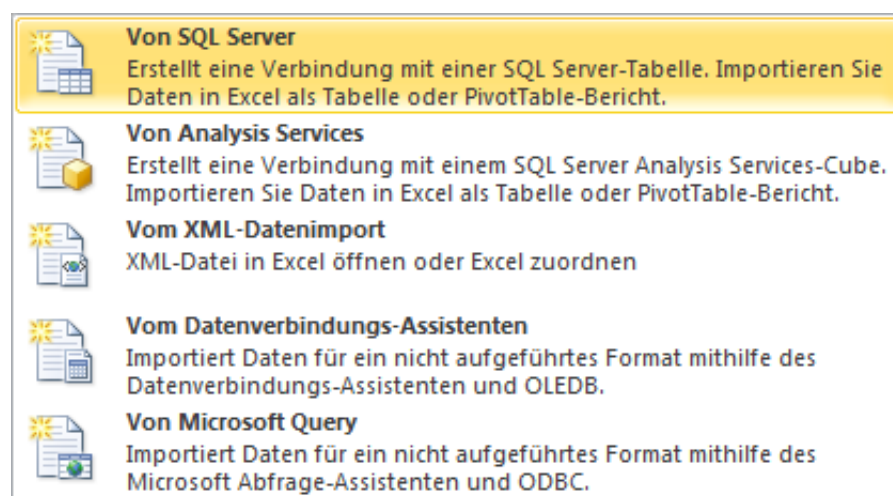 Von SQL Server
Erstellt eine Verbindung mit einer SQL Server-Tabelle. Importieren Sie
Daten in Excel als Tabelle oder PivotTable-Bericht.
Von Analysis Services
Erstellt eine Verbindung mit einem SQL Server Analysis Services-Cube.
Importieren Sie Daten in Excel als Tabelle oder PivotTable-Bericht.
Vom XML-Datenimport
XML-Datei in Excel öffnen oder Excel zuordnen
Vom Datenverbindungs-Assistenten
Importiert Daten für ein nicht aufgeführtes Format mithilfe des
Datenverbindungs-Assistenten und OLEDB.
Von Microsoft Query
Importiert Daten für ein nicht aufgeführtes Format mithilfe des
Microsoft Abfrage-Assistenten und ODBC.